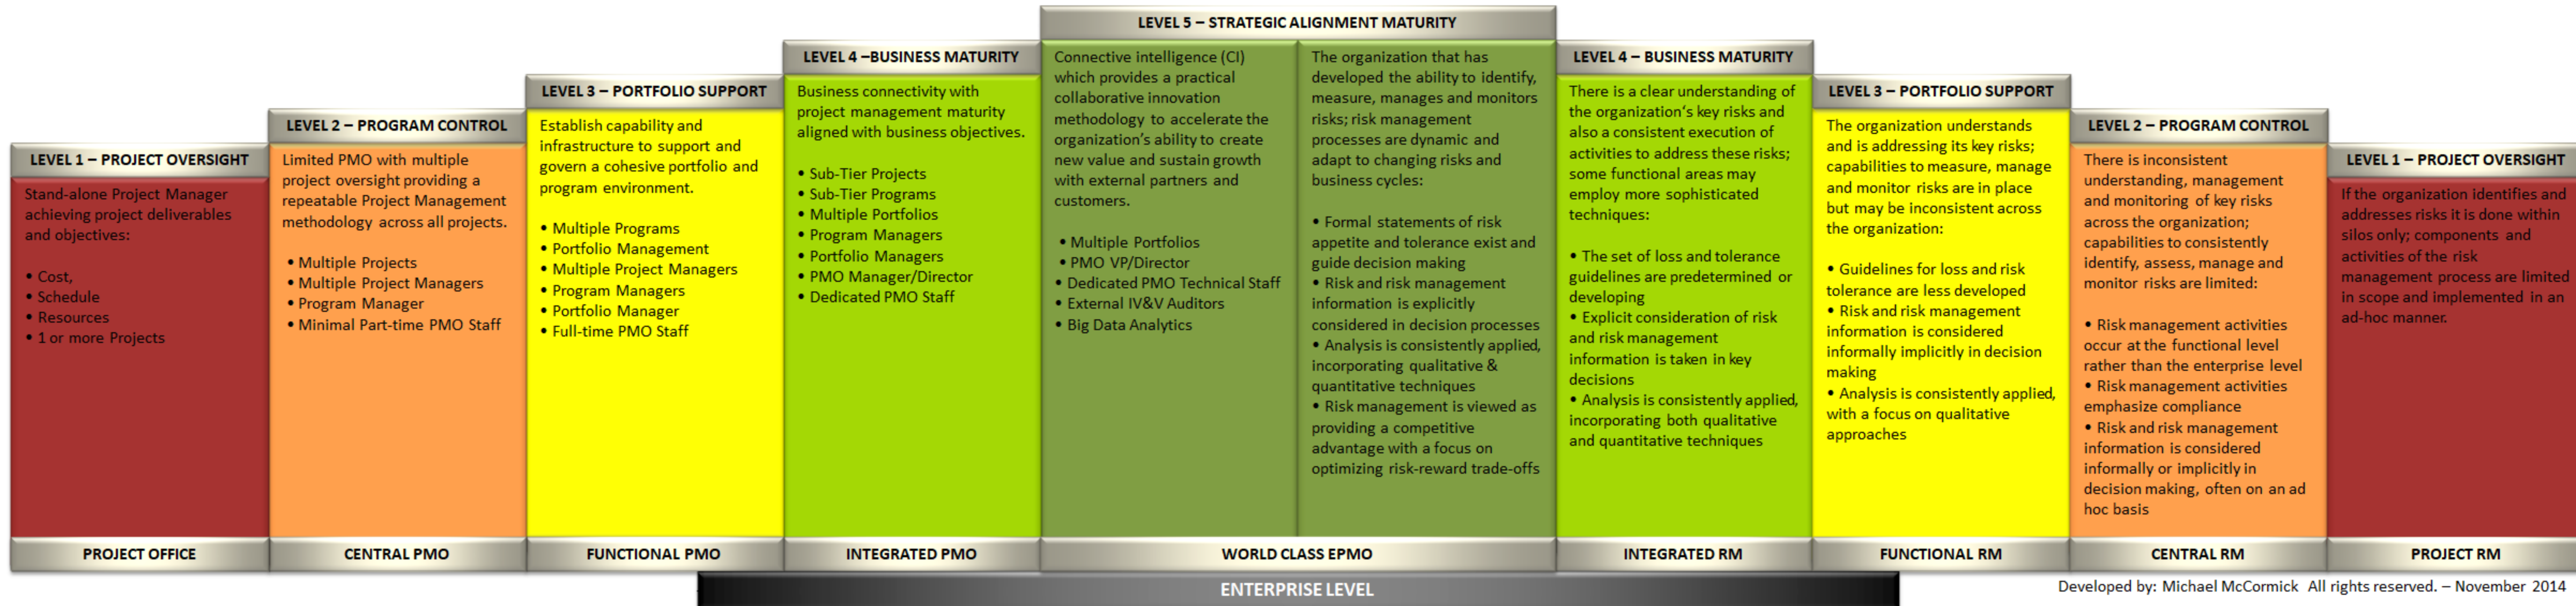 LEVEL 5 – STRATEGIC ALIGNMENT MATURITY
LEVEL 1 – PROJECT OVERSIGHT
Stand-alone Project Manager
achieving project deliverables
and objectives:
• Cost,
• Schedule
• Resources
• 1 or more Projects
PROJECT OFFICE
LEVEL 2 – PROGRAM CONTROL
Limited PMO with multiple
project oversight providing a
repeatable Project Management
methodology across all projects.
• Multiple Projects
• Multiple Project Managers
• Program Manager
• Minimal Part-time PMO Staff
CENTRAL PMO
LEVEL 3 – PORTFOLIO SUPPORT
Establish capability and
infrastructure to support and
govern a cohesive portfolio and
program environment.
• Multiple Programs
• Portfolio Management
• Multiple Project Managers
• Program Managers
• Portfolio Manager
• Full-time PMO Staff
FUNCTIONAL PMO
LEVEL 4 –BUSINESS MATURITY
Business connectivity with
project management maturity
aligned with business objectives.
• Sub-Tier Projects
• Sub-Tier Programs
• Multiple Portfolios
• Program Managers
• Portfolio Managers
• PMO Manager/Director
• Dedicated PMO Staff
INTEGRATED PMO
Connective intelligence (CI)
which provides a practical
collaborative innovation
methodology to accelerate the
organization's ability to create
new value and sustain growth
with external partners and
customers.
• Multiple Portfolios
• PMO VP/Director
• Dedicated PMO Technical Staff
• External IV&V Auditors
• Big Data Analytics
The organization that has
developed the ability to identify,
measure, manages and monitors
risks; risk management
processes are dynamic and
adapt to changing risks and
business cycles:
• Formal statements of risk
appetite and tolerance exist and
guide decision making
• Risk and risk management
information is explicitly
considered in decision processes
• Analysis is consistently applied,
incorporating qualitative &
quantitative techniques
• Risk management is viewed as
providing a competitive
advantage with a focus on
optimizing risk-reward trade-offs
WORLD CLASS EPMO
LEVEL 4 – BUSINESS MATURITY
There is a clear understanding of
the organization's key risks and
also a consistent execution of
activities to address these risks;
some functional areas may
employ more sophisticated
techniques:
• The set of loss and tolerance
guidelines are predetermined or
developing
• Explicit consideration of risk
and risk management
information is taken in key
decisions
• Analysis is consistently applied,
incorporating both qualitative
and quantitative techniques
INTEGRATED RM
LEVEL 3 – PORTFOLIO SUPPORT
The organization understands
and is addressing its key risks;
capabilities to measure, manage
and monitor risks are in place
but may be inconsistent across
the organization:
• Guidelines for loss and risk
tolerance are less developed
• Risk and risk management
information is considered
informally implicitly in decision
making
• Analysis is consistently applied,
with a focus on qualitative
approaches
FUNCTIONAL RM
LEVEL 2 – PROGRAM CONTROL
There is inconsistent
understanding, management
and monitoring of key risks
across the organization;
capabilities to consistently
identify, assess, manage and
monitor risks are limited:
• Risk management activities
occur at the functional level
rather than the enterprise level
• Risk management activities
emphasize compliance
• Risk and risk management
information is considered
informally or implicitly in
decision making, often on an ad
hoc basis
CENTRAL RM
LEVEL 1 – PROJECT OVERSIGHT
If the organization identifies and
addresses risks it is done within
silos only; components and
activities of the risk
management process are limited
in scope and implemented in an
ad-hoc manner.
PROJECT RM
ENTERPRISE LEVEL
Developed by: Michael McCormick All rights reserved. – November 2014